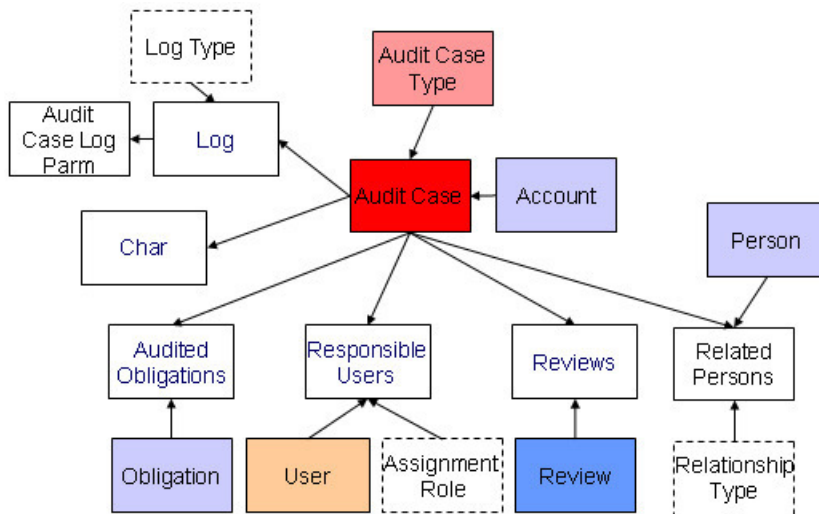 Log Type
Audit Case
Type
Audit
Case Log
Parm
Log
Audit Case
Account
Char
Person
Audited
Obligations
Responsible
Users
Reviews
Related
Persons
Obligation
User
Assignment
Role
Review
Relationship
Type